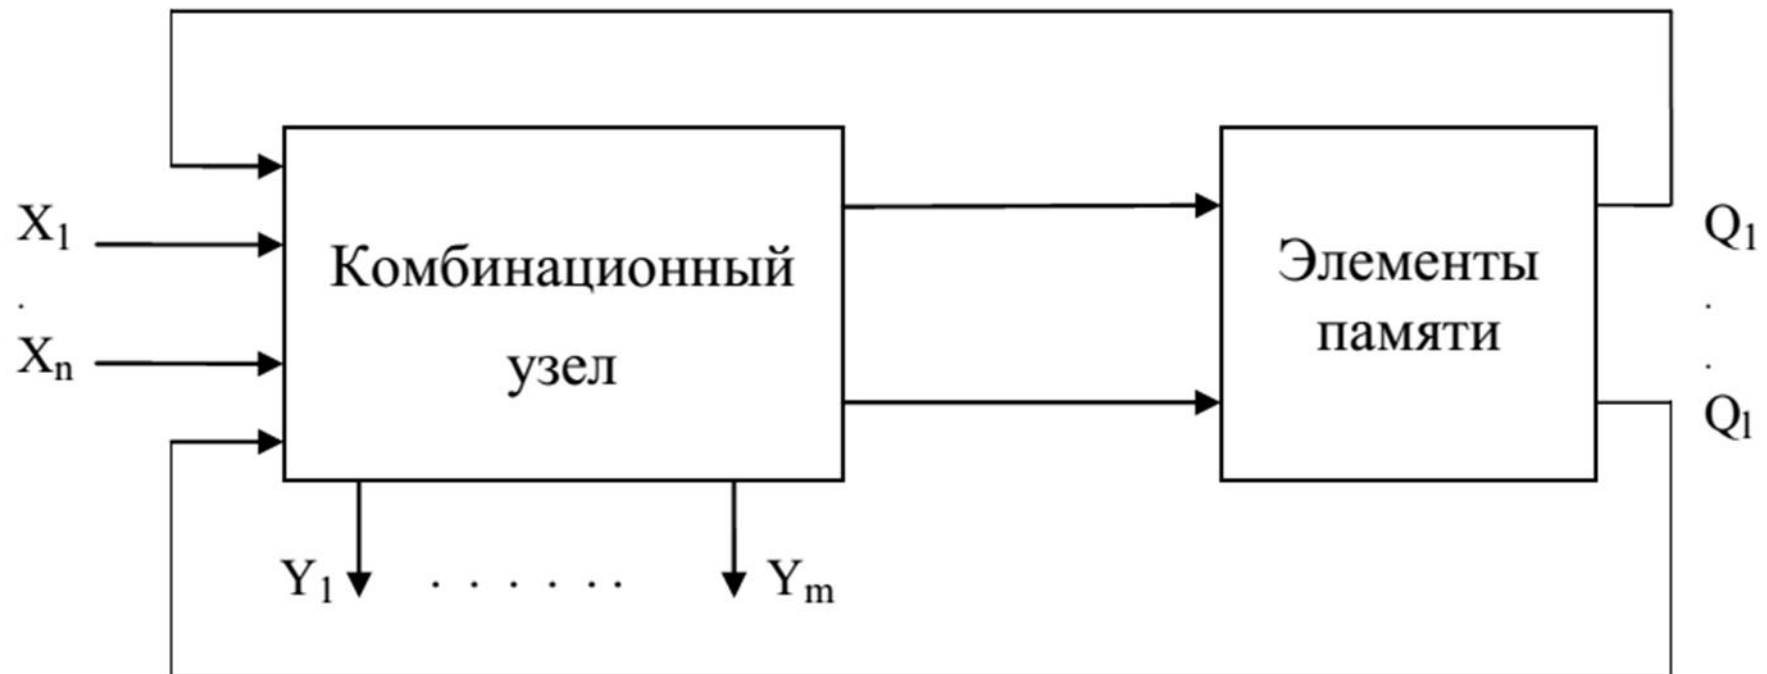 X1
.
Xn
Комбинационный
узел
Y1 . . . . . . Ym
Элементы
памяти
Q1
.
.
Ql